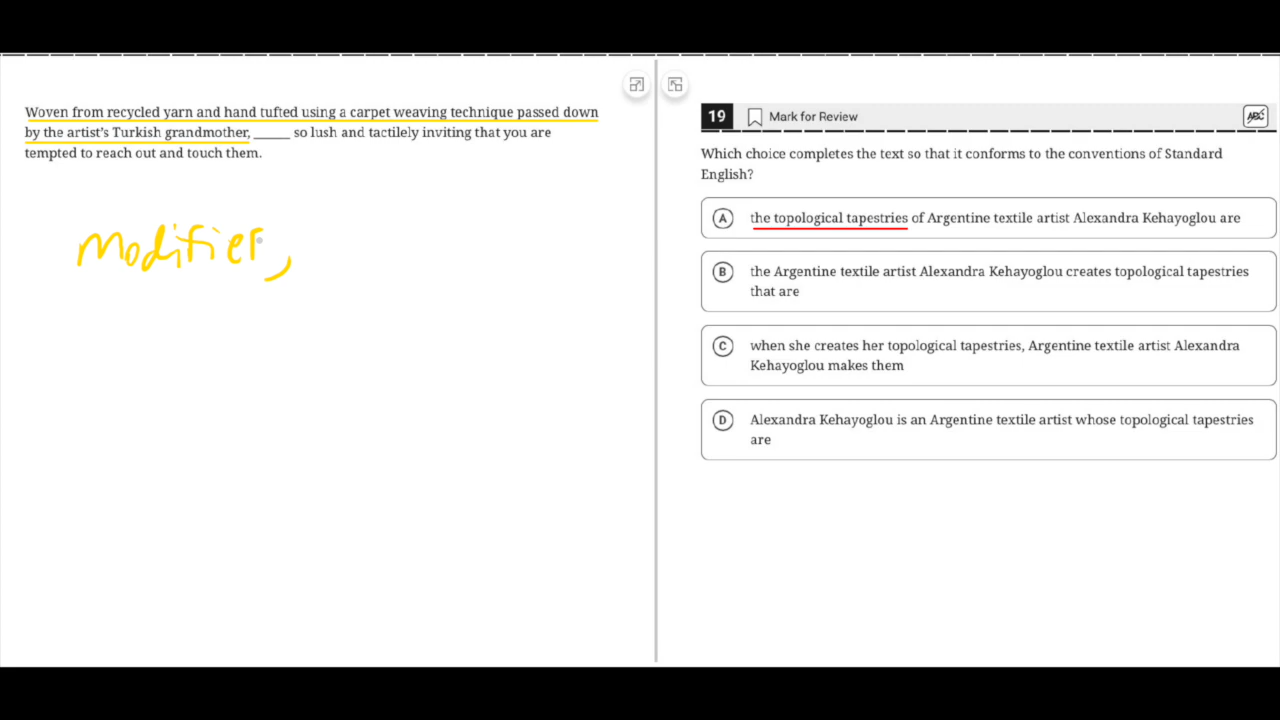 Woven from recycled yarn and hand tufted using a carpet weaving technique passed down
by the artist's Turkish grandmother, ______ so lush and tactilely inviting that you are
tempted to reach out and touch them.
modifier,
19 Mark for Review ABC
Which choice completes the text so that it conforms to the conventions of Standard
English?
A the topological tapestries of Argentine textile artist Alexandra Kehayoglou are
B the Argentine textile artist Alexandra Kehayoglou creates topological tapestries
that are
C when she creates her topological tapestries, Argentine textile artist Alexandra
Kehayoglou makes them
D Alexandra Kehayoglou is an Argentine textile artist whose topological tapestries
are